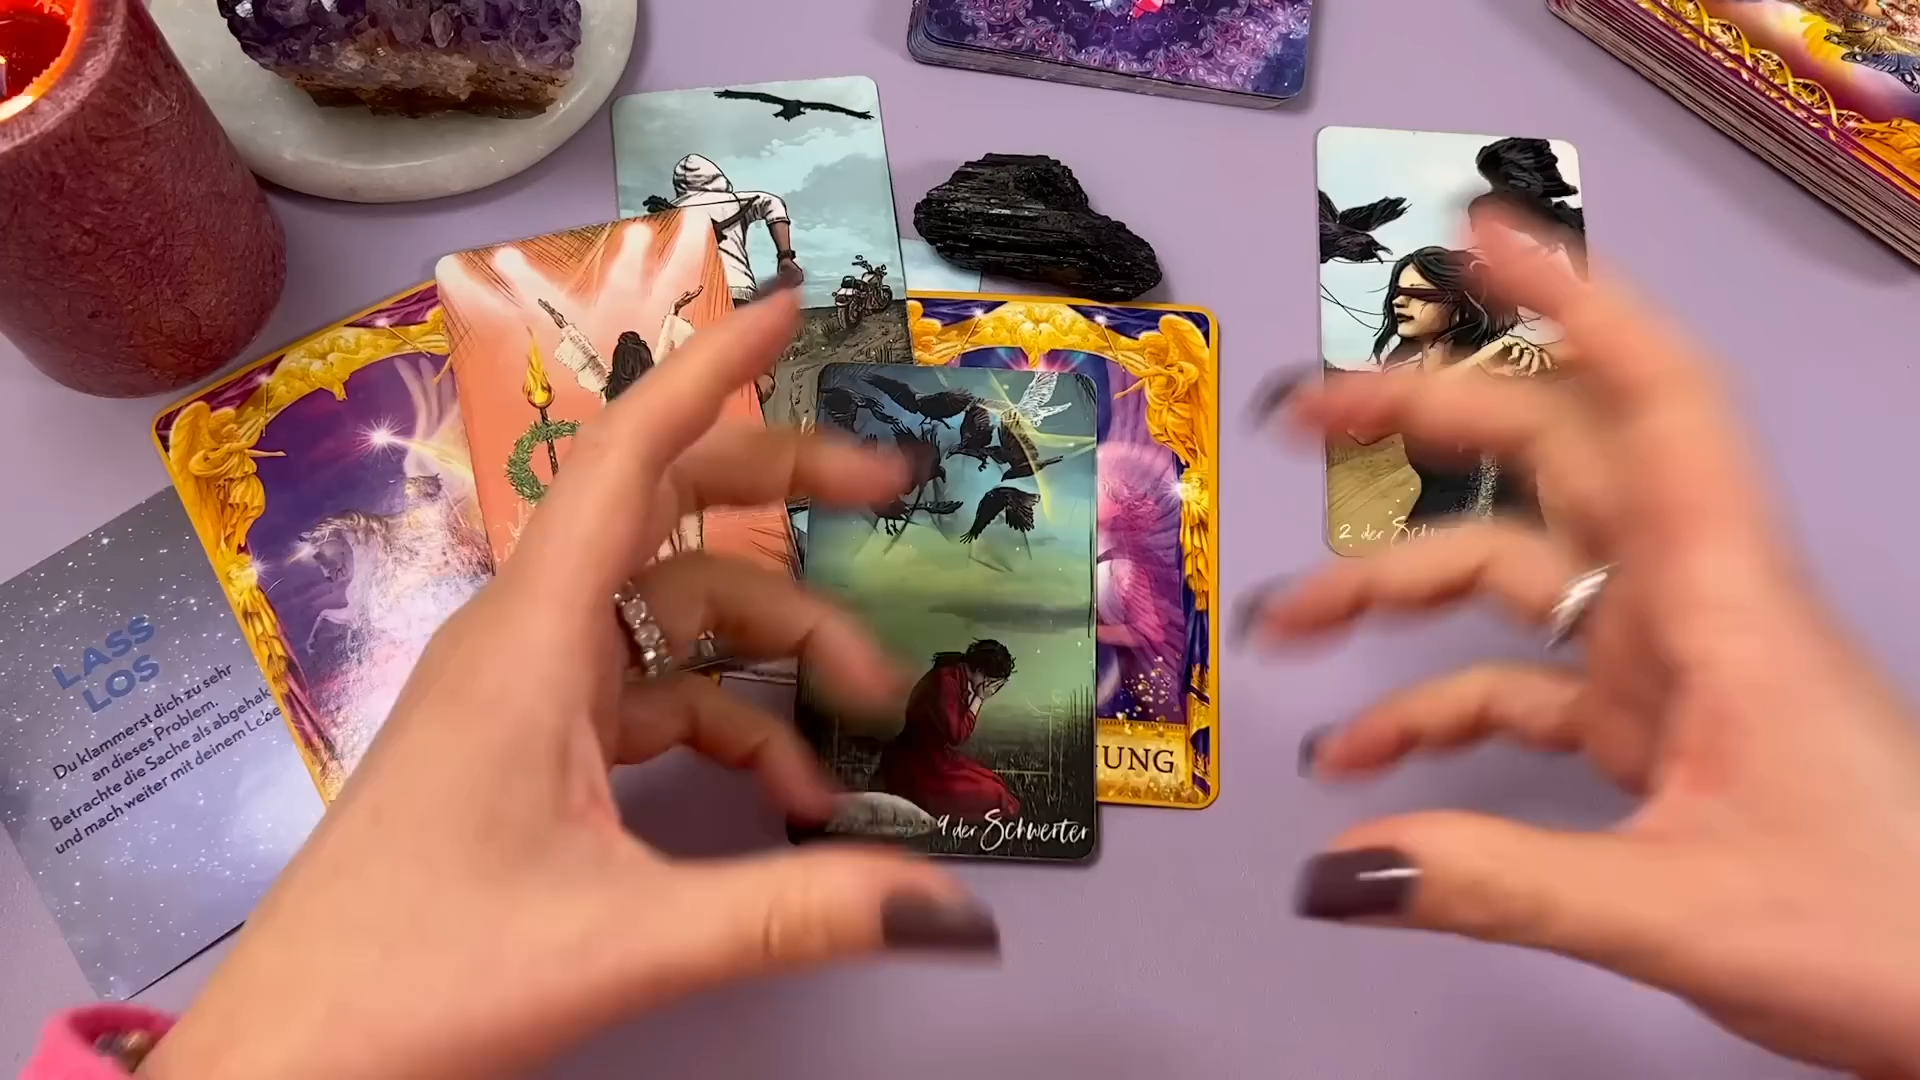 LASS
LOS
Du klammerst dich zu sehr
an dieses Problem.
Betrachte die Sache als abgehak
und mach weiter mit deinem Lebe
9 der Schwerter
UNG
2 der